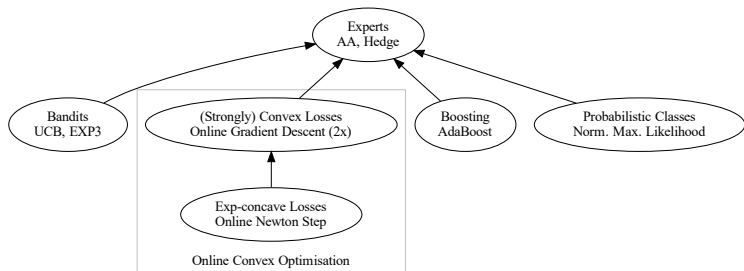 Experts
AA, Hedge
Bandits
UCB, EXP3
(Strongly) Convex Losses
Online Gradient Descent (2x)
Boosting
AdaBoost
Probabilistic Classes
Norm. Max. Likelihood
Exp-concave Losses
Online Newton Step
Online Convex Optimisation